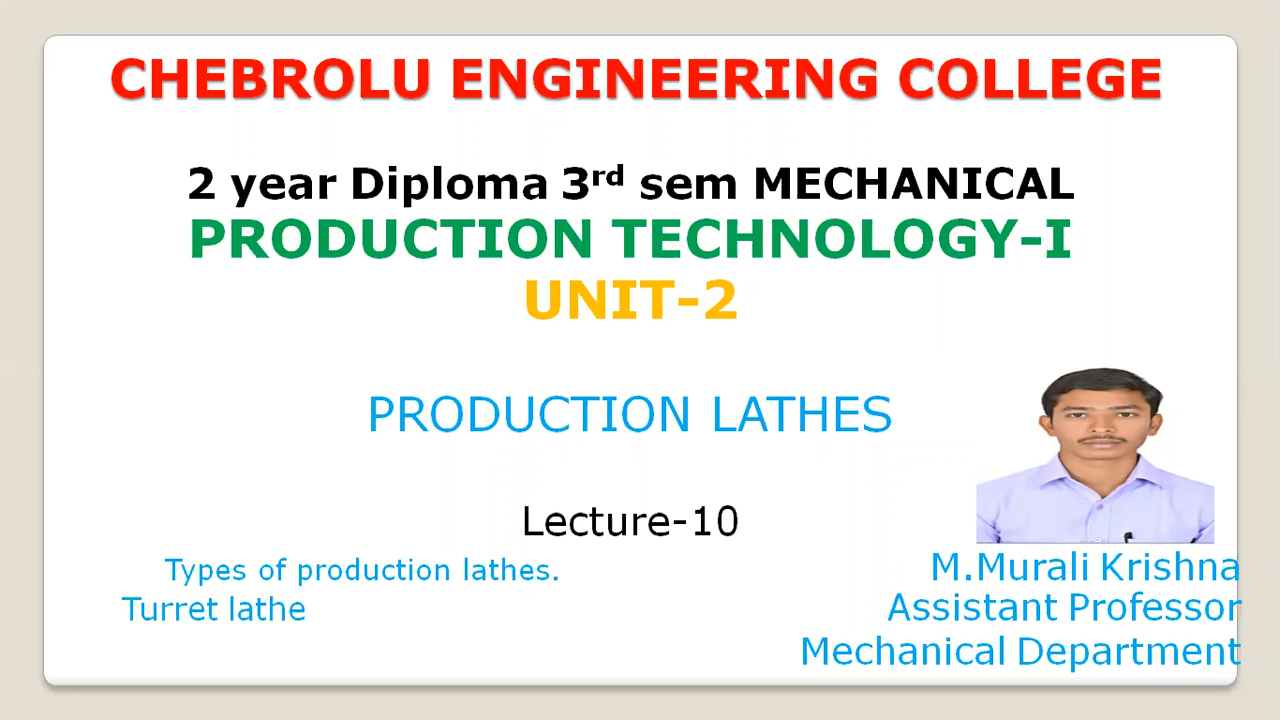 CHEBROLU ENGINEERING COLLEGE
2 year Diploma 3rd sem MECHANICAL
PRODUCTION TECHNOLOGY-I
UNIT-2
PRODUCTION LATHES
Lecture-10
Types of production lathes.
Turret lathe
M.Murali Krishna
Assistant Professor
Mechanical Department